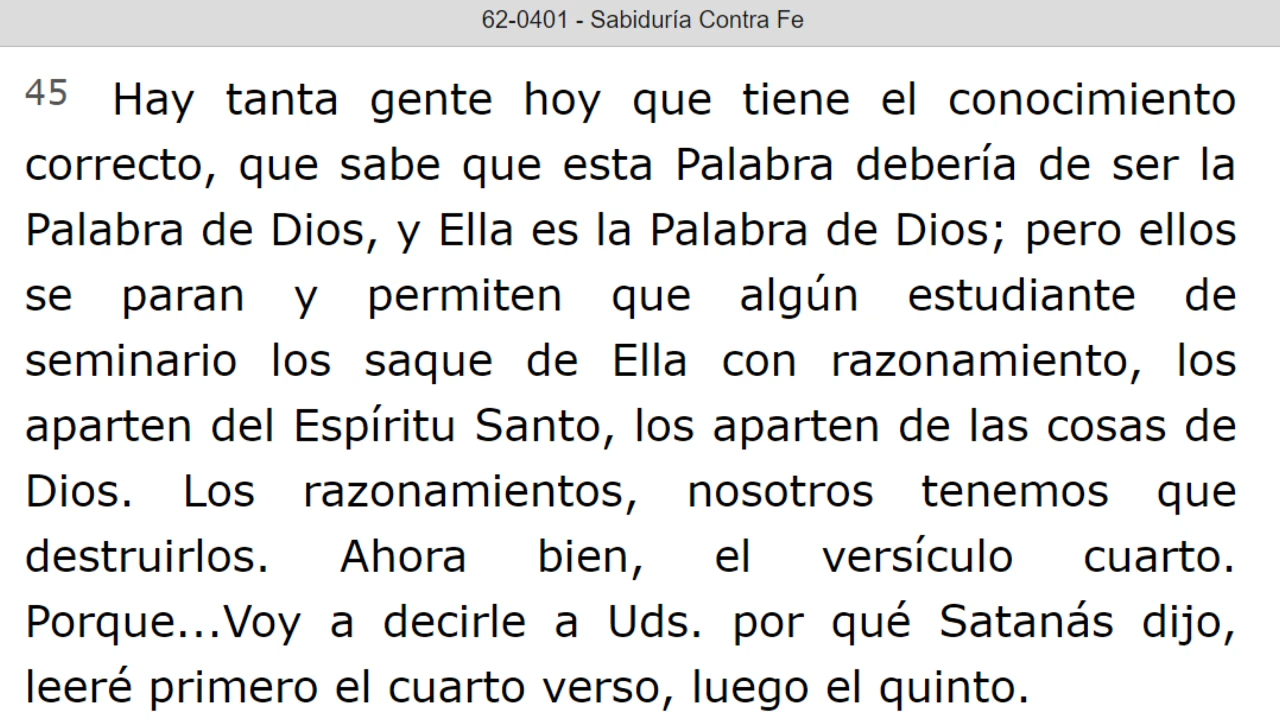 62-0401 - Sabiduría Contra Fe
45 Hay tanta gente hoy que tiene el conocimiento
correcto, que sabe que esta Palabra debería de ser la
Palabra de Dios, y Ella es la Palabra de Dios; pero ellos
se paran y permiten que algún estudiante de
seminario los saque de Ella con razonamiento, los
aparten del Espíritu Santo, los aparten de las cosas de
Dios. Los razonamientos, nosotros tenemos que
destruirlos. Ahora bien, el versículo cuarto.
Porque...Voy a decirle a Uds. por qué Satanás dijo,
leeré primero el cuarto verso, luego el quinto.